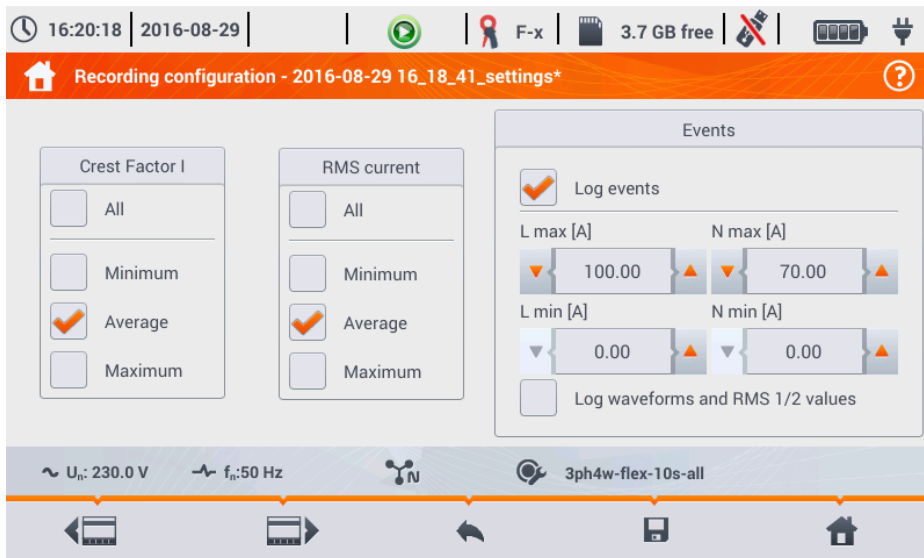 16:20:18 2016-08-29 F-x 3.7 GB free
Recording configuration - 2016-08-29 16_18_41_settings* ?
Events
Crest Factor I
RMS current
All
All
Minimum
Minimum
Average
Average
Maximum
Maximum
Log events
L max [A] N max [A]
100.00 70.00
L min [A] N min [A]
0.00 0.00
Log waveforms and RMS 1/2 values
Un: 230.0 V fn:50 Hz N 3ph4w-flex-10s-all